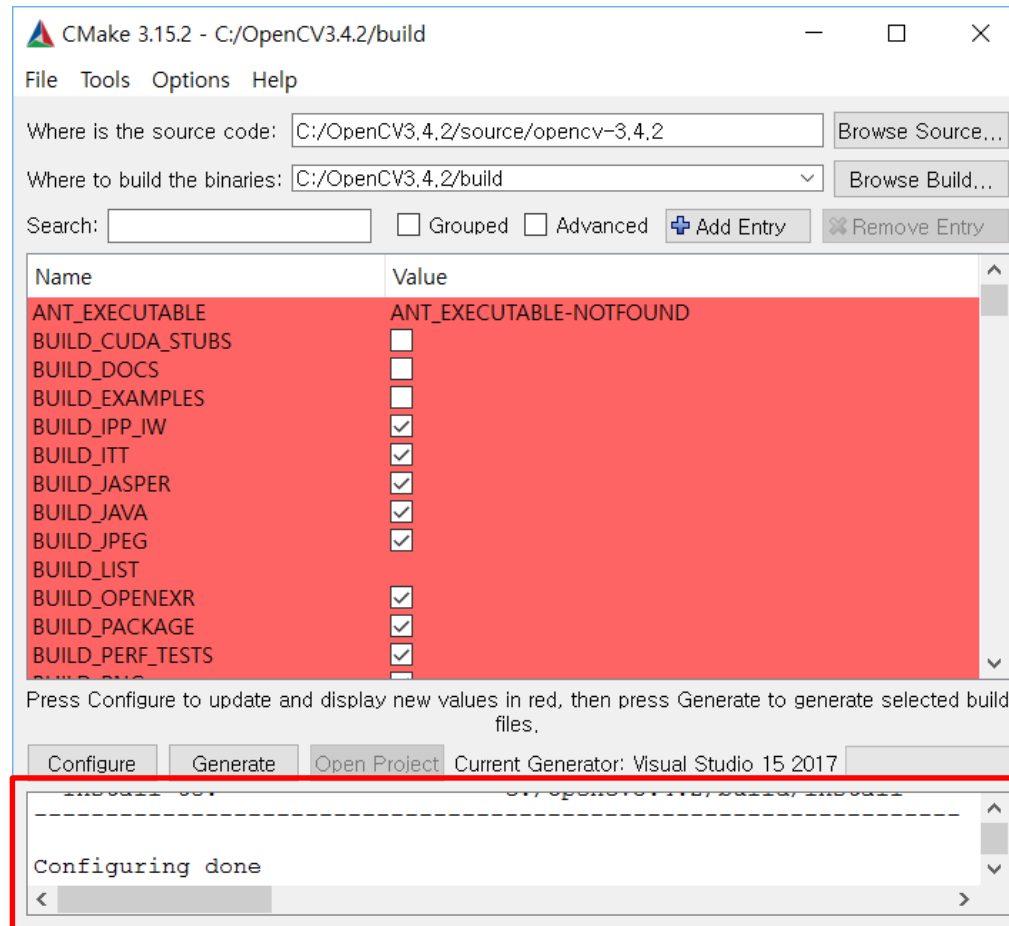 CMake 3.15.2 - C:/OpenCV3.4.2/build
File Tools Options Help
Where is the source code: C:/OpenCV3.4.2/source/opencv-3.4.2 Browse Source...
Where to build the binaries: C:/OpenCV3.4.2/build Browse Build...
Search: Grouped Advanced Add Entry Remove Entry
Name Value
ANT_EXECUTABLE ANT_EXECUTABLE-NOTFOUND
BUILD_CUDA_STUBS
BUILD_DOCS
BUILD_EXAMPLES
BUILD_IPP_IW
BUILD_ITT
BUILD_JASPER
BUILD_JAVA
BUILD_JPEG
BUILD_LIST
BUILD_OPENEXR
BUILD_PACKAGE
BUILD_PERF_TESTS
Press Configure to update and display new values in red, then press Generate to generate selected build
files.
Configure Generate Open Project Current Generator: Visual Studio 15 2017
---------------------------------------------------------------
Configuring done